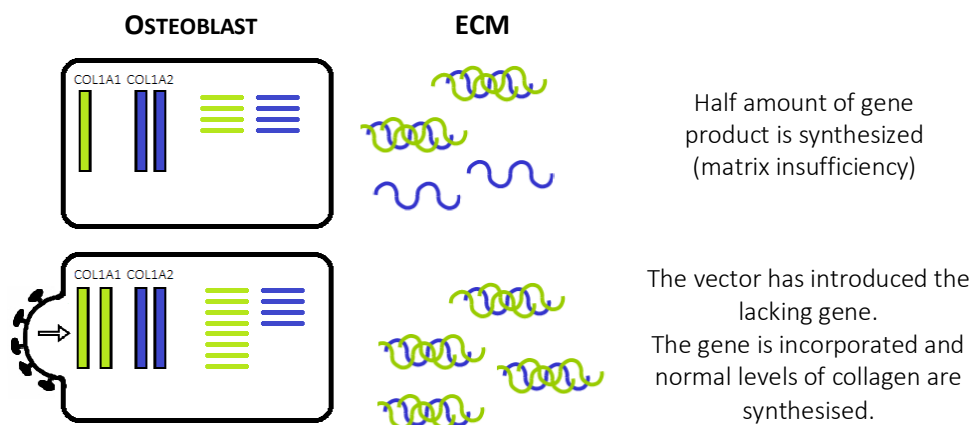 OSTEOBLAST
ECM
COL1A1 COL1A2
Half amount of gene
product is synthesized
(matrix insufficiency)
COL1A1 COL1A2
The vector has introduced the
lacking gene.
The gene is incorporated and
normal levels of collagen are
synthesised.